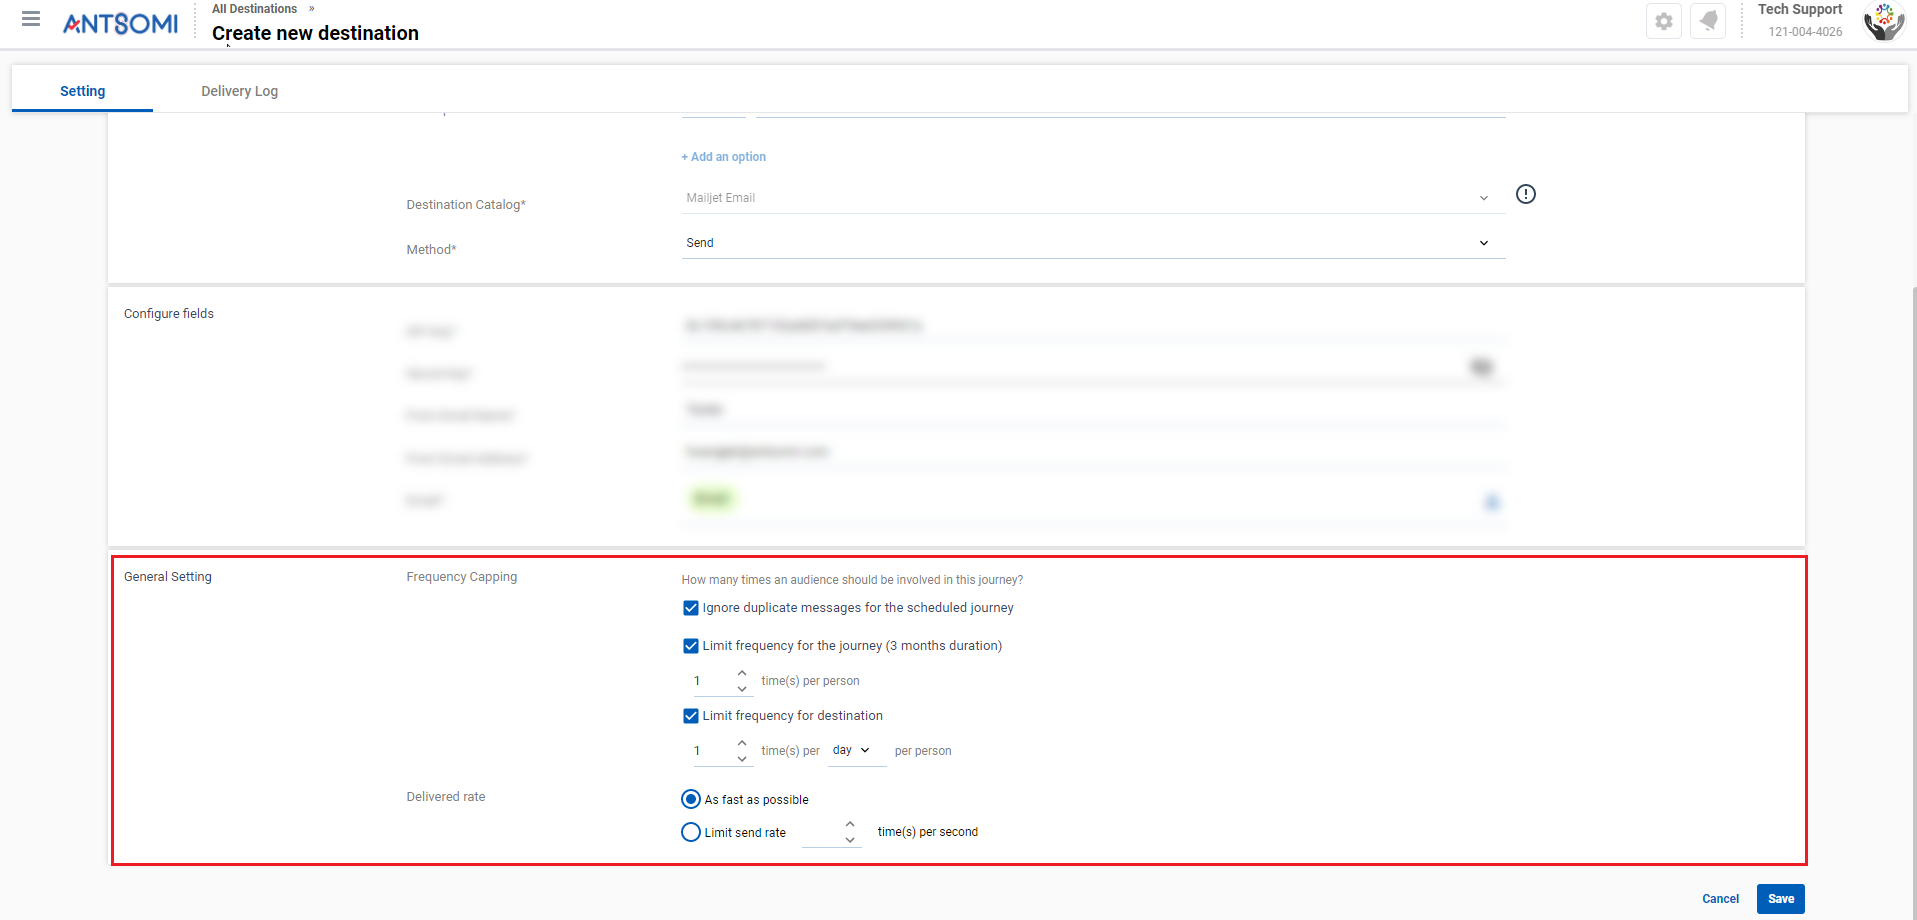 ANTSOMI
All Destinations »
Create new destination
Tech Support
121-004-4026
Setting
Delivery Log
+ Add an option
Destination Catalog*
Mailjet Email
Method*
Send
Configure fields
General Setting
Frequency Capping
How many times an audience should be involved in this journey?
Ignore duplicate messages for the scheduled journey
Limit frequency for the journey (3 months duration)
1 time(s) per person
Limit frequency for destination
1 time(s) per day per person
Delivered rate
As fast as possible
Limit send rate time(s) per second
Cancel
Save